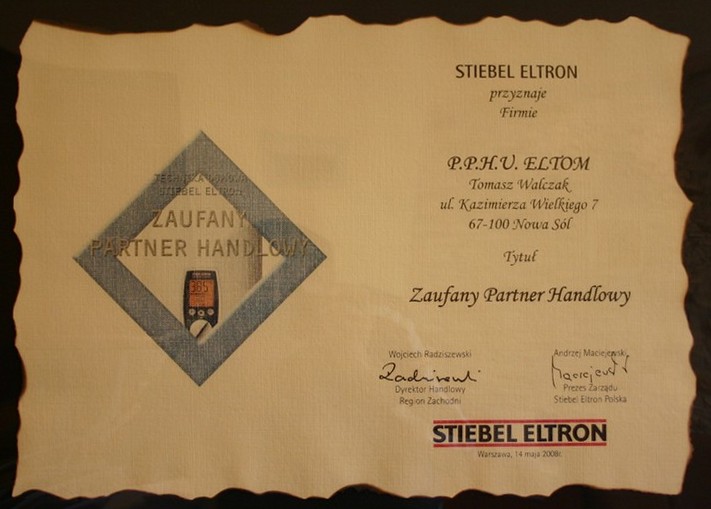 TECHNIKA DOMOWA
STIEBEL ELTRON
ZAUFANY
PARTNER HANDLOWY
STIEBEL ELTRON
przyznaje
Firmie
P.P.H.U. ELTOM
Tomasz Walczak
ul. Kazimierza Wielkiego 7
67-100 Nowa Sól
Tytuł
Zaufany Partner Handlowy
Wojciech Radziszewski
Dyrektor Handlowy
Region Zachodni
Andrzej Maciejewski
Prezes Zarządu
Stiebel Eltron Polska
STIEBEL ELTRON
Warszawa, 14 maja 2008r.